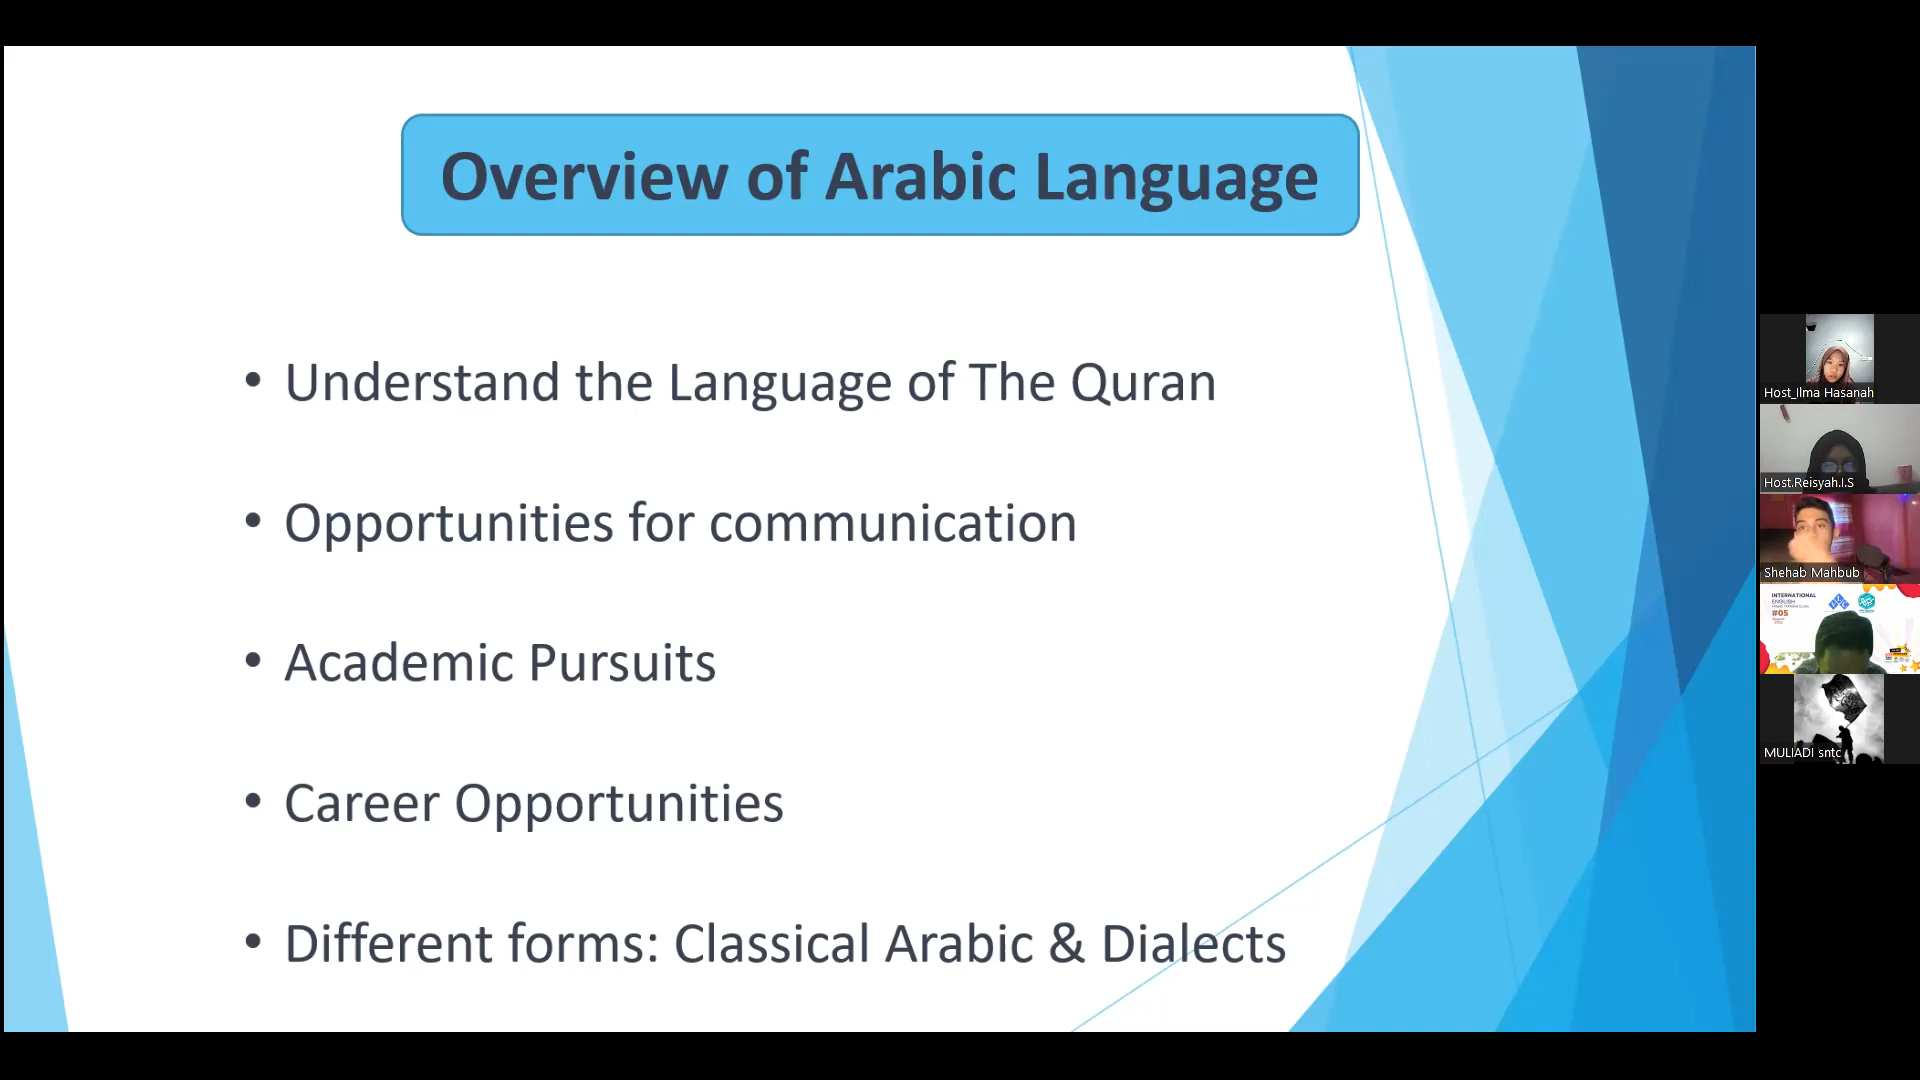 Overview of Arabic Language
• Understand the Language of The Quran
• Opportunities for communication
• Academic Pursuits
• Career Opportunities
• Different forms: Classical Arabic & Dialects
Host_Ilma Hasanah
Host.Reisyah.I.S
Shehab Mahbub
INTERNATIONAL
ENGLISH
#05
MULIADI sntc